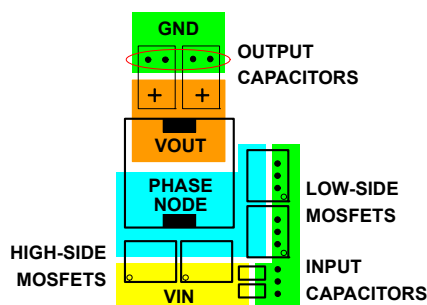 GND
OUTPUT
CAPACITORS
+ +
VOUT
PHASE
NODE
LOW-SIDE
MOSFETS
HIGH-SIDE
MOSFETS
INPUT
CAPACITORS
VIN